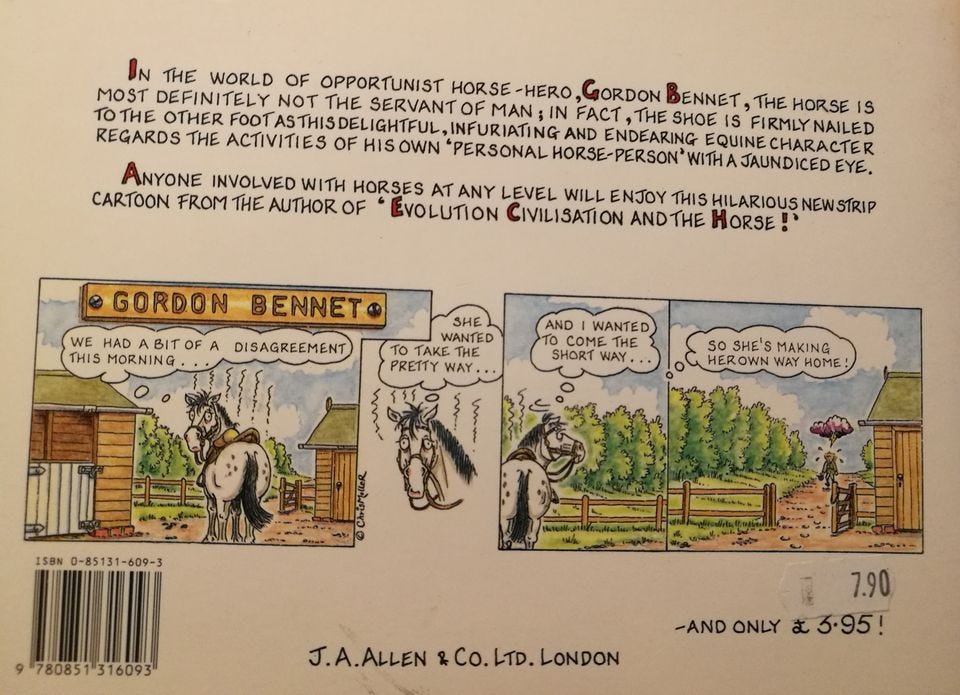 IN THE WORLD OF OPPORTUNIST HORSE-HERO, GORDON BENNET, THE HORSE IS
MOST DEFINITELY NOT THE SERVANT OF MAN; IN FACT, THE SHOE IS FIRMLY NAILED
TO THE OTHER FOOT AS THIS DELIGHTFUL, INFURIATING AND ENDEARING EQUINE CHARACTER
REGARDS THE ACTIVITIES OF HIS OWN 'PERSONAL HORSE-PERSON' WITH A JAUNDICED EYE.
ANYONE INVOLVED WITH HORSES AT ANY LEVEL WILL ENJOY THIS HILARIOUS NEW STRIP
CARTOON FROM THE AUTHOR OF 'EVOLUTION CIVILISATION AND THE HORSE!'
GORDON BENNET
WE HAD A BIT OF A DISAGREEMENT
THIS MORNING . . .
© Chris Miller
SHE
WANTED
TO TAKE THE
PRETTY WAY...
AND I WANTED
TO COME THE
SHORT WAY...
SO SHE'S MAKING
HER OWN WAY HOME!
ISBN 0-85131-609-3
9 780851 316093
7.90
-AND ONLY £3.95!
J.A.ALLEN & CO. LTD. LONDON